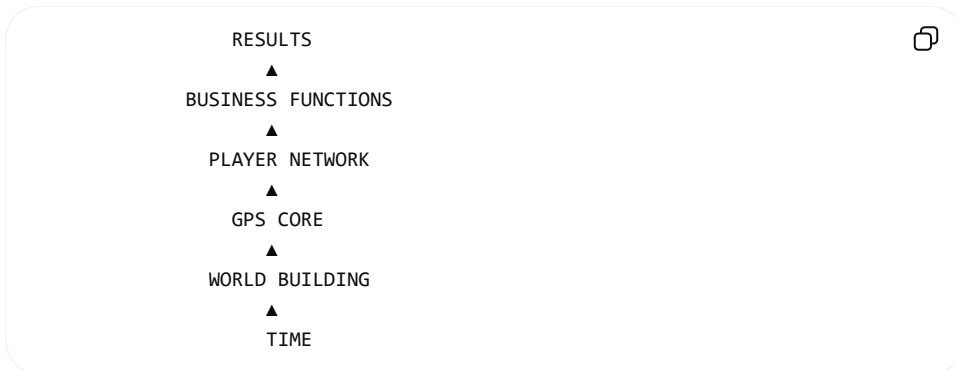 RESULTS
▲
BUSINESS FUNCTIONS
▲
PLAYER NETWORK
▲
GPS CORE
▲
WORLD BUILDING
▲
TIME